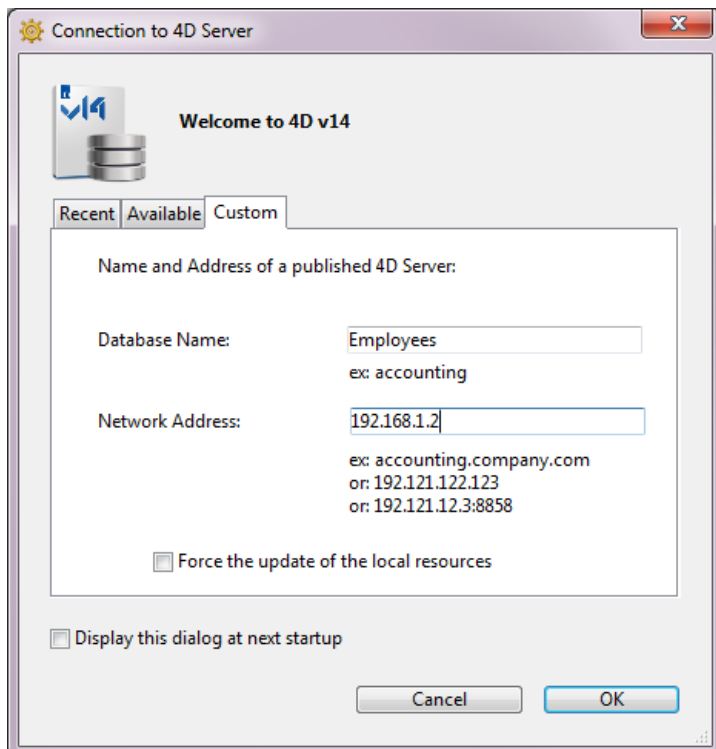 Connection to 4D Server
v14
Welcome to 4D v14
Recent Available Custom
Name and Address of a published 4D Server:
Database Name: Employees
ex: accounting
Network Address: 192.168.1.2
ex: accounting.company.com
or: 192.121.122.123
or: 192.121.12.3:8858
Force the update of the local resources
Display this dialog at next startup
Cancel OK